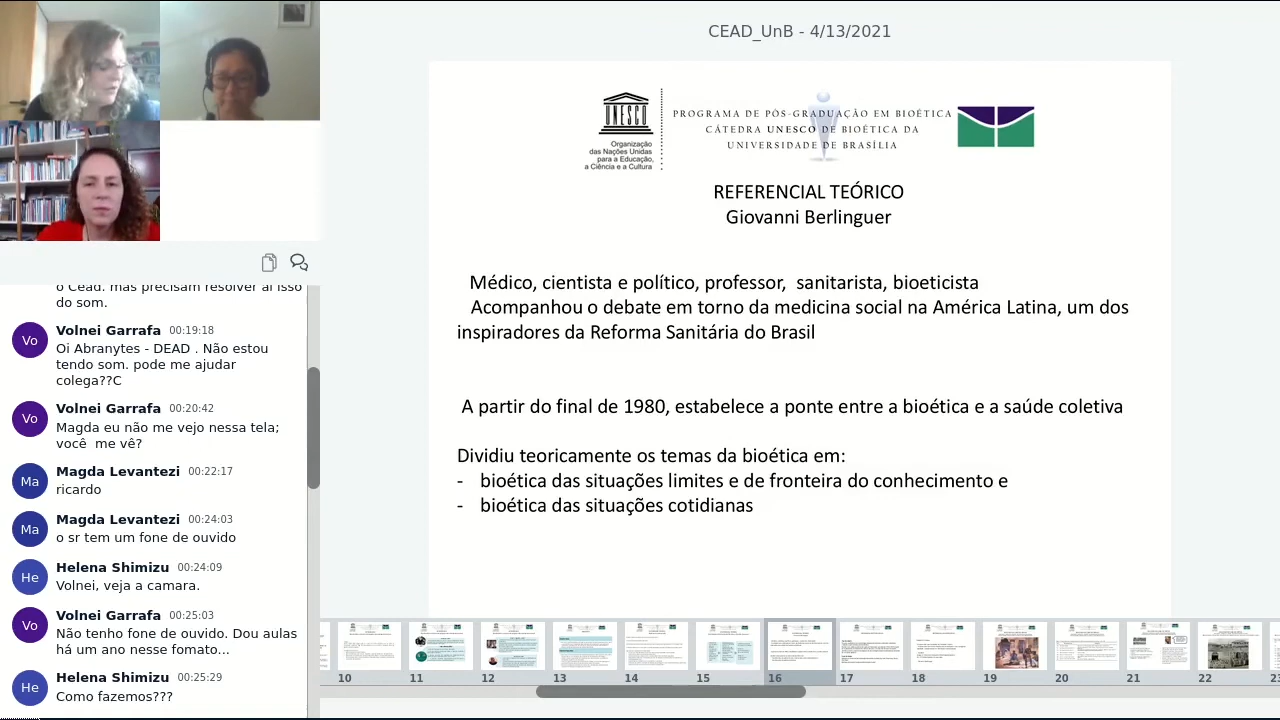 CEAD_UnB - 4/13/2021
UNESCO
Organização
das Nações Unidas
para a Educação,
a Ciência e a Cultura
PROGRAMA DE PÓS-GRADUAÇÃO EM BIOÉTICA
CÁTEDRA UNESCO DE BIOÉTICA DA
UNIVERSIDADE DE BRASÍLIA
REFERENCIAL TEÓRICO
Giovanni Berlinguer
Médico, cientista e político, professor, sanitarista, bioeticista
Acompanhou o debate em torno da medicina social na América Latina, um dos
inspiradores da Reforma Sanitária do Brasil
A partir do final de 1980, estabelece a ponte entre a bioética e a saúde coletiva
Dividiu teoricamente os temas da bioética em:
- bioética das situações limites e de fronteira do conhecimento e
- bioética das situações cotidianas
o Cead. mas precisam resolver ai isso
do som.
Vo
Volnei Garrafa 00:19:18
Oi Abranytes - DEAD . Não estou
tendo som. pode me ajudar
colega??C
Vo
Volnei Garrafa 00:20:42
Magda eu não me vejo nessa tela;
você me vê?
Ma
Magda Levantezi 00:22:17
ricardo
Ma
Magda Levantezi 00:24:03
o sr tem um fone de ouvido
He
Helena Shimizu 00:24:09
Volnei, veja a camara.
Vo
Volnei Garrafa 00:25:03
Não tenho fone de ouvido. Dou aulas
há um ano nesse fomato...
He
Helena Shimizu 00:25:29
Como fazemos???
10 11 12 13 14 15 16 17 18 19 20 21 22 23